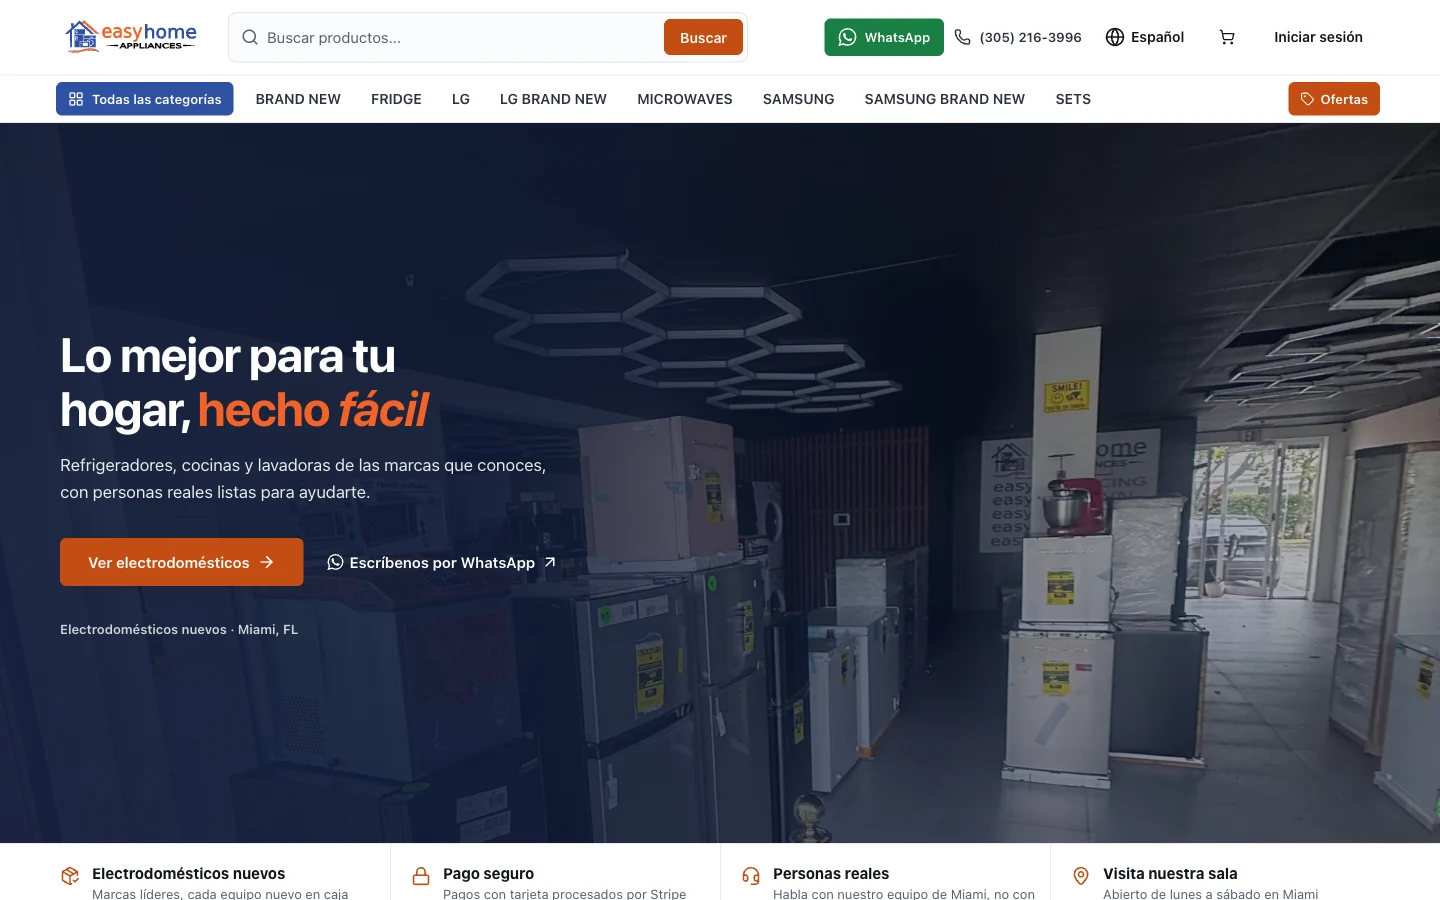 easyhome
APPLIANCES
Buscar productos...
Buscar
WhatsApp
(305) 216-3996
Español
Iniciar sesión
Todas las categorías
BRAND NEW
FRIDGE
LG
LG BRAND NEW
MICROWAVES
SAMSUNG
SAMSUNG BRAND NEW
SETS
Ofertas
SMILE!
Lo mejor para tu
hogar, hecho fácil
Refrigeradores, cocinas y lavadoras de las marcas que conoces,
con personas reales listas para ayudarte.
Ver electrodomésticos
Escríbenos por WhatsApp
Electrodomésticos nuevos · Miami, FL
easy
easy
easy
Electrodomésticos nuevos
Marcas líderes, cada equipo nuevo en caja
Pago seguro
Pagos con tarjeta procesados por Stripe
Personas reales
Habla con nuestro equipo de Miami, no con
Visita nuestra sala
Abierto de lunes a sábado en Miami